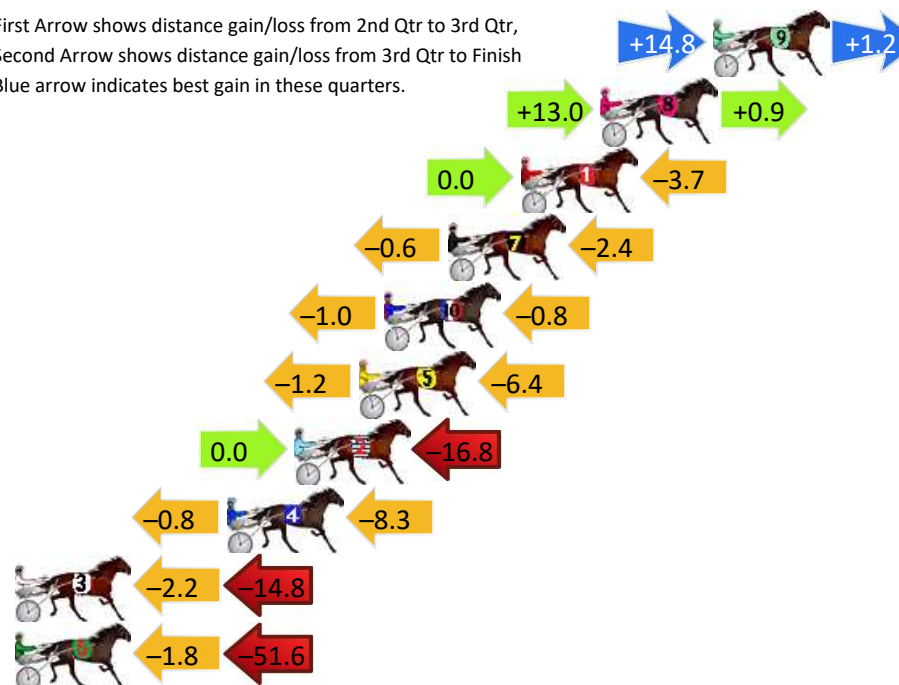 First Arrow shows distance gain/loss from 2nd Qtr to 3rd Qtr,
Second Arrow shows distance gain/loss from 3rd Qtr to Finish
Blue arrow indicates best gain in these quarters.
+14.8 9 +1.2
+13.0 8 +0.9
0.0 1 –3.7
–0.6 7 –2.4
–1.0 10 –0.8
–1.2 5 –6.4
0.0 2 –16.8
–0.8 4 –8.3
3 –2.2 –14.8
6 –1.8 –51.6